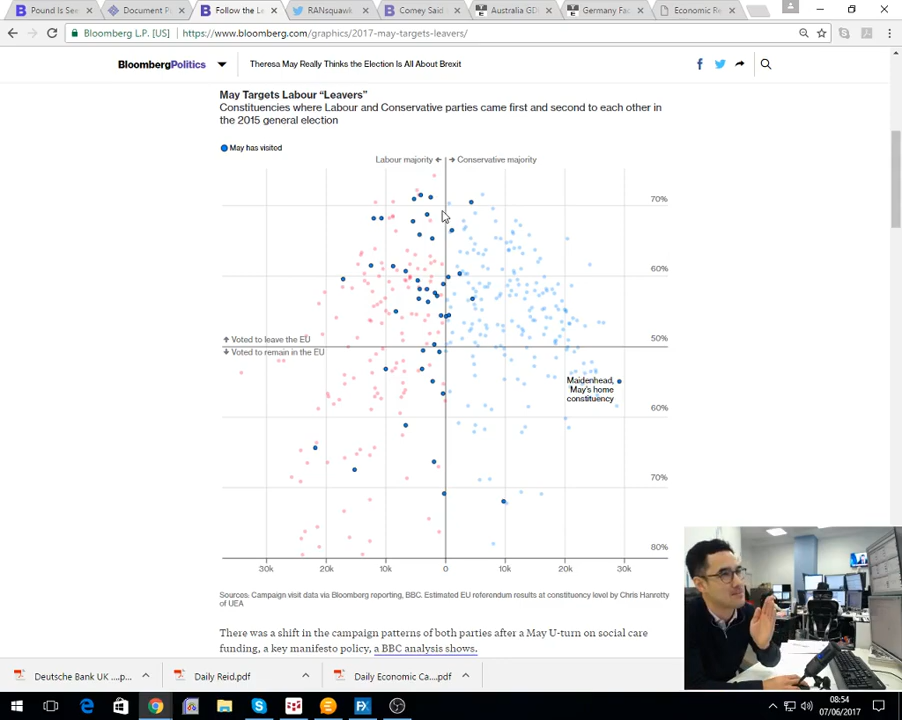 Pound Is See
Document P
Follow the Le
RANsquawk
Comey Said
Australia GD
Germany Fac
Economic Re
Bloomberg L.P. [US]
https://www.bloomberg.com/graphics/2017-may-targets-leavers/
BloombergPolitics
Theresa May Really Thinks the Election Is All About Brexit
May Targets Labour “Leavers”
Constituencies where Labour and Conservative parties came first and second to each other in
the 2015 general election
May has visited
Labour majority ← → Conservative majority
70%
60%
↑ Voted to leave the EU
50%
↓ Voted to remain in the EU
Maidenhead,
May's home
constituency
60%
70%
80%
30k 20k 10k 0 10k 20k 30k
Sources: Campaign visit data via Bloomberg reporting, BBC. Estimated EU referendum results at constituency level by Chris Hanretty
of UEA
There was a shift in the campaign patterns of both parties after a May U-turn on social care
funding, a key manifesto policy, a BBC analysis shows.
Deutsche Bank UK ....p...
Daily Reid.pdf
Daily Economic Ca....pdf
08:54
07/06/2017